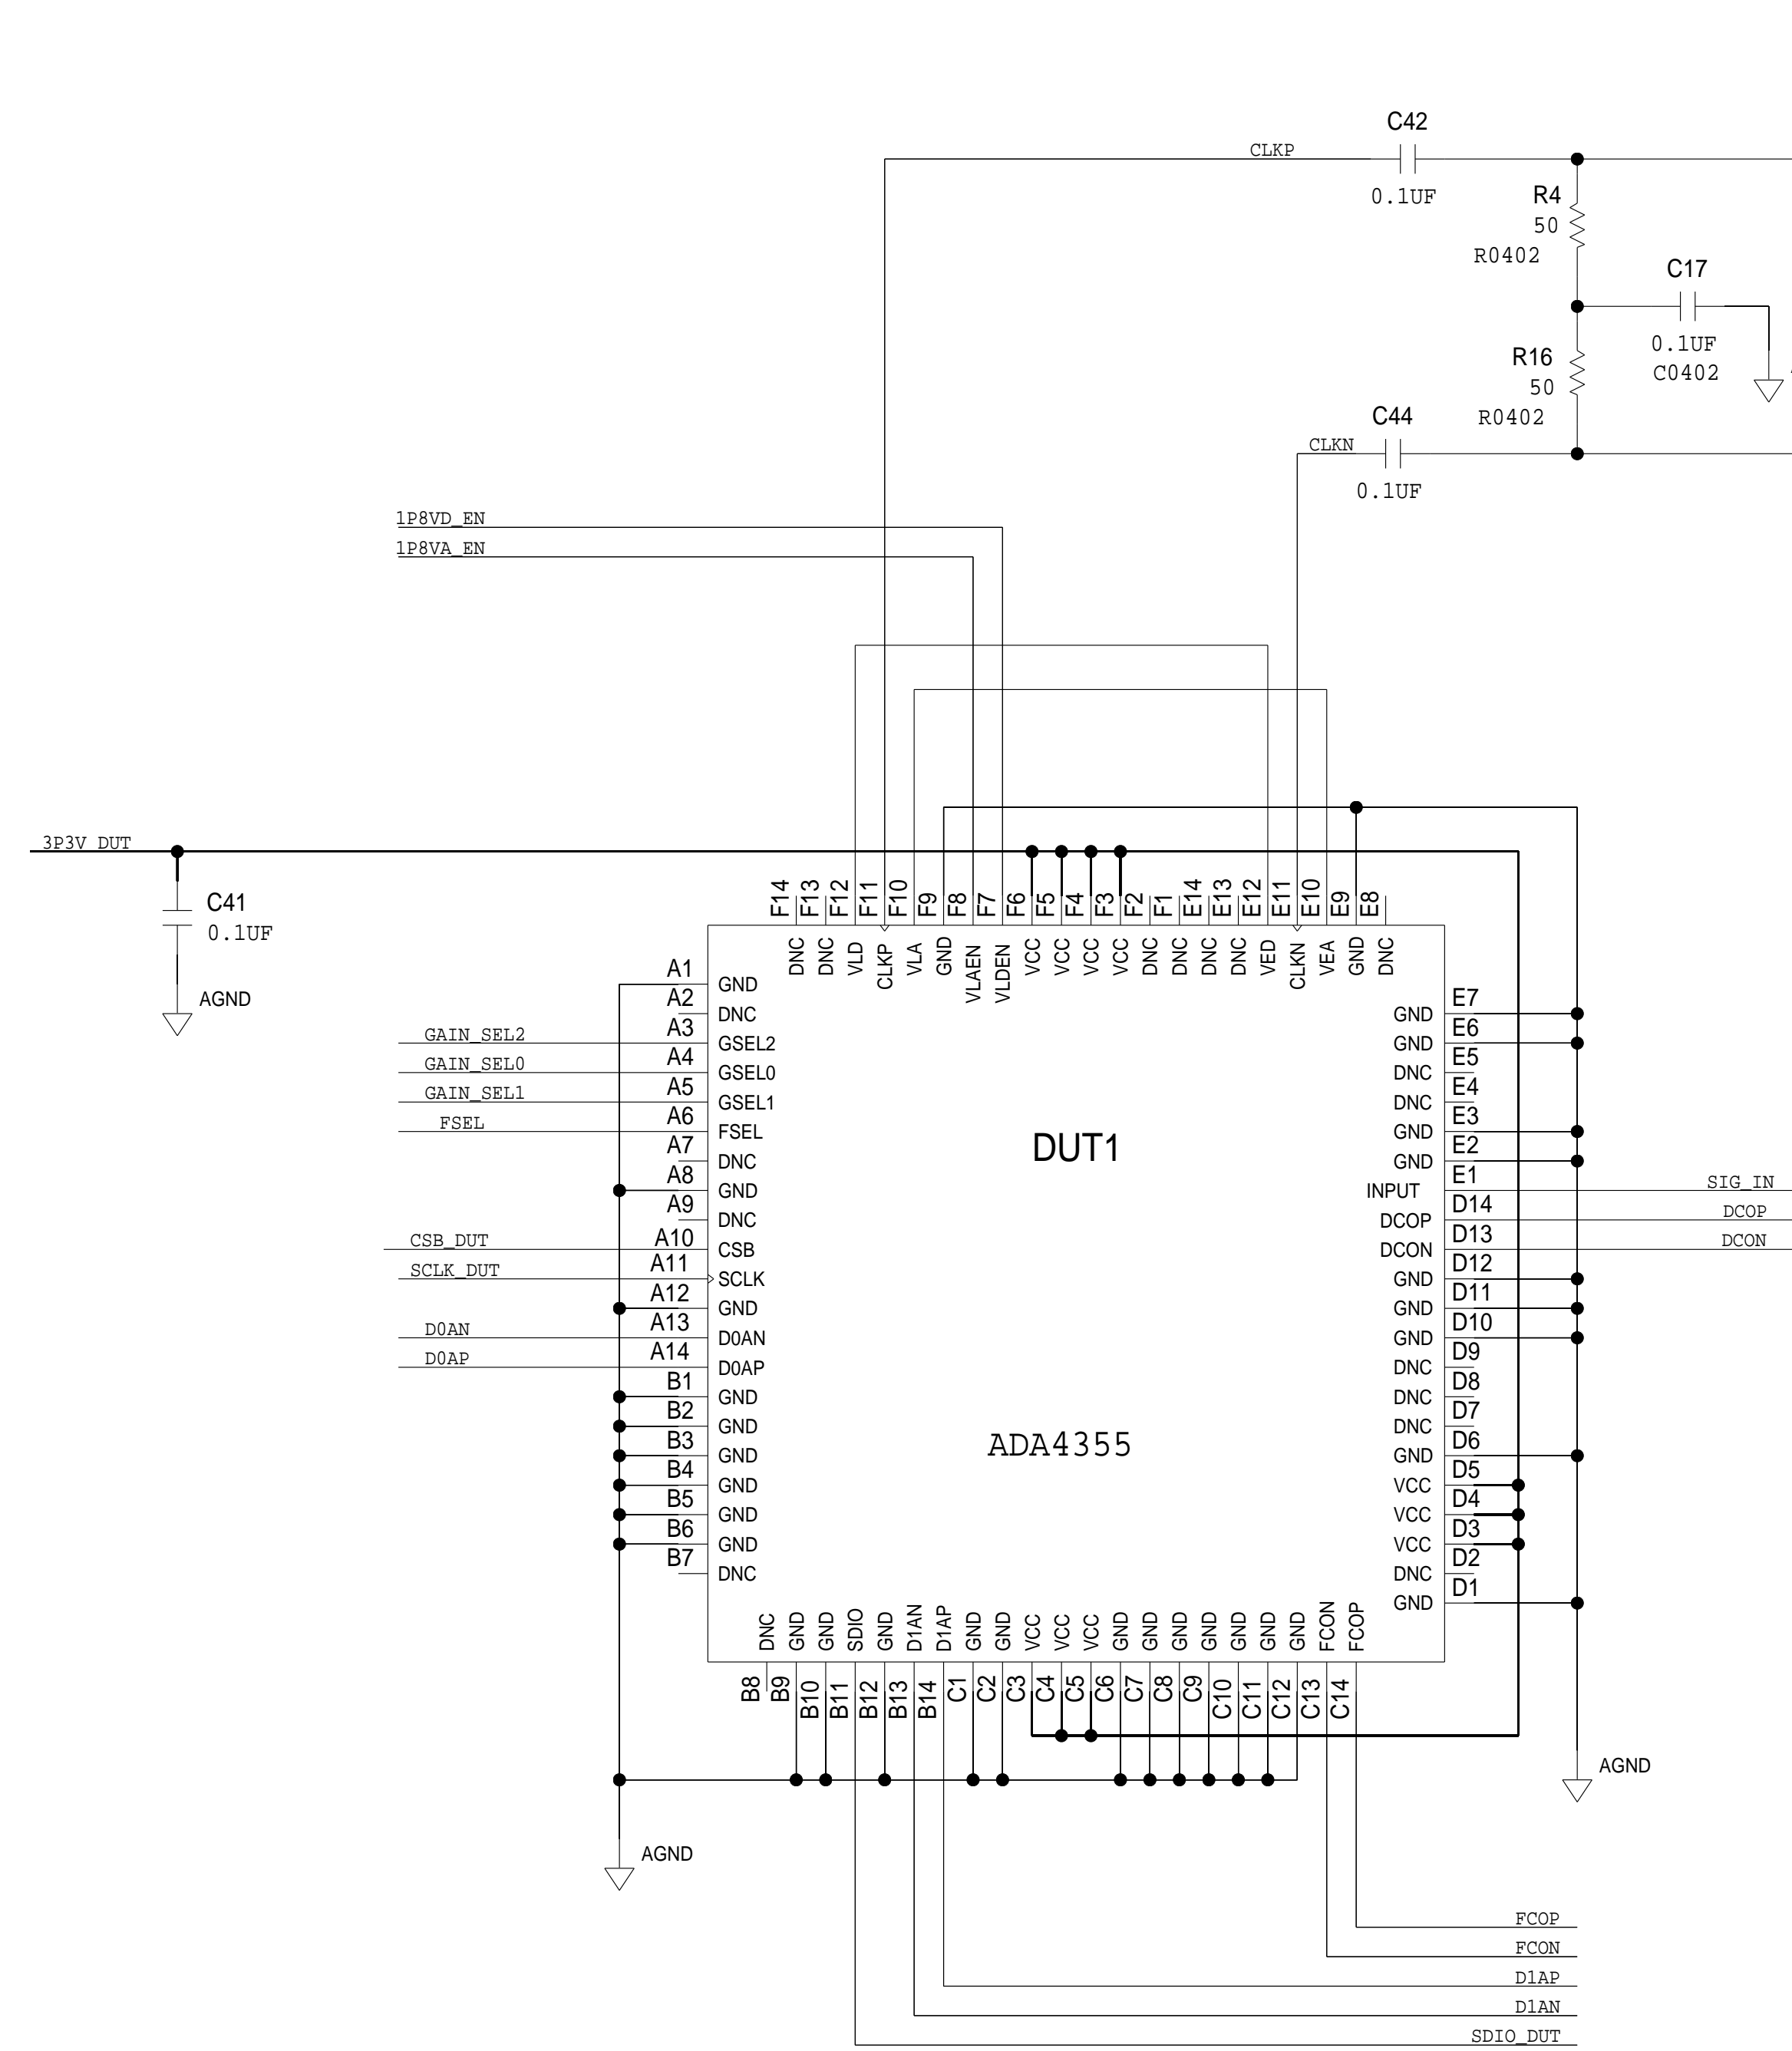 C42
CLKP
0.1UF
R4
50
R0402
C17
0.1UF
C0402
R16
50
R0402
C44
CLKN
0.1UF
1P8VD_EN
1P8VA_EN
3P3V_DUT
C41
0.1UF
AGND
F14
F13
F12
F11
F10
F9
F8
F7
F6
F5
F4
F3
F2
F1
E14
E13
E12
E11
E10
E9
E8
DNC
DNC
VLD
CLKP
VLA
GND
VLAEN
VLDEN
VCC
VCC
VCC
VCC
DNC
DNC
DNC
DNC
VED
CLKN
VEA
GND
DNC
A1 GND
A2 DNC
GAIN_SEL2 A3 GSEL2
GAIN_SEL0 A4 GSEL0
GAIN_SEL1 A5 GSEL1
FSEL A6 FSEL
A7 DNC
A8 GND
A9 DNC
CSB_DUT A10 CSB
SCLK_DUT A11 SCLK
A12 GND
D0AN A13 D0AN
D0AP A14 D0AP
B1 GND
B2 GND
B3 GND
B4 GND
B5 GND
B6 GND
B7 DNC
DUT1
ADA4355
GND E7
GND E6
DNC E5
DNC E4
GND E3
GND E2
INPUT E1 SIG_IN
DCOP D14 DCOP
DCON D13 DCON
GND D12
GND D11
GND D10
DNC D9
DNC D8
DNC D7
GND D6
VCC D5
VCC D4
VCC D3
DNC D2
GND D1
DNC
GND
GND
SDIO
GND
D1AN
D1AP
GND
GND
VCC
VCC
VCC
GND
GND
GND
GND
GND
GND
GND
FCON
FCOP
B8
B9
B10
B11
B12
B13
B14
C1
C2
C3
C4
C5
C6
C7
C8
C9
C10
C11
C12
C13
C14
AGND
AGND
FCOP
FCON
D1AP
D1AN
SDIO_DUT